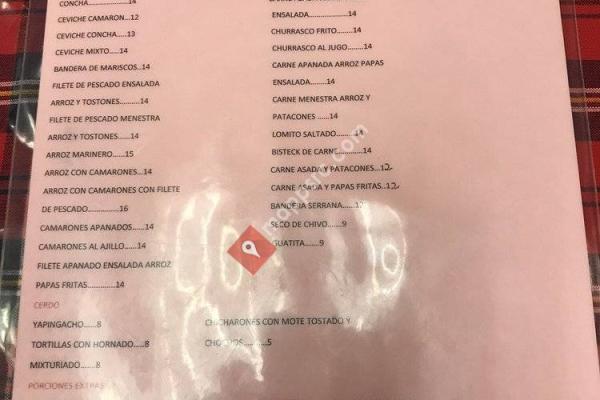 CONCHA...................14
CEVICHE CAMARON...12
CEVICHE CONCHA.....13
CEVICHE MIXTO.....14
BANDERA DE MARISCOS...14
FILETE DE PESCADO ENSALADA
ARROZ Y TOSTONES..........14
FILETE DE PESCADO MENESTRA
ARROZ Y TOSTONES......14
ARROZ MARINERO......15
ARROZ CON CAMARONES....14
ARROZ CON CAMARONES CON FILETE
DE PESCADO...........16
CAMARONES APANADOS......14
CAMARONES AL AJILLO......14
FILETE APANADO ENSALADA ARROZ
PAPAS FRITAS.............14
ENSALADA.................14
CHURRASCO FRITO........14
CHURRASCO AL JUGO........14
CARNE APANADA ARROZ PAPAS
ENSALADA.........14
CARNE MENESTRA ARROZ Y
PATACONES ......14
LOMITO SALTADO.........14
BISTECK DE CARNE.............14
CARNE ASADA Y PATACONES...12
CARNE ASADA Y PAPAS FRITAS...12
BANDEJA SERRANA......12
SECO DE CHIVO.....9
GUATITA.......9
CERDO
YAPINGACHO......8
TORTILLAS CON HORNADO.....8
MIXTURIADO......8
CHICHARONES CON MOTE TOSTADO Y
CHOCLOS..........5
PORCIONES EXTRAS